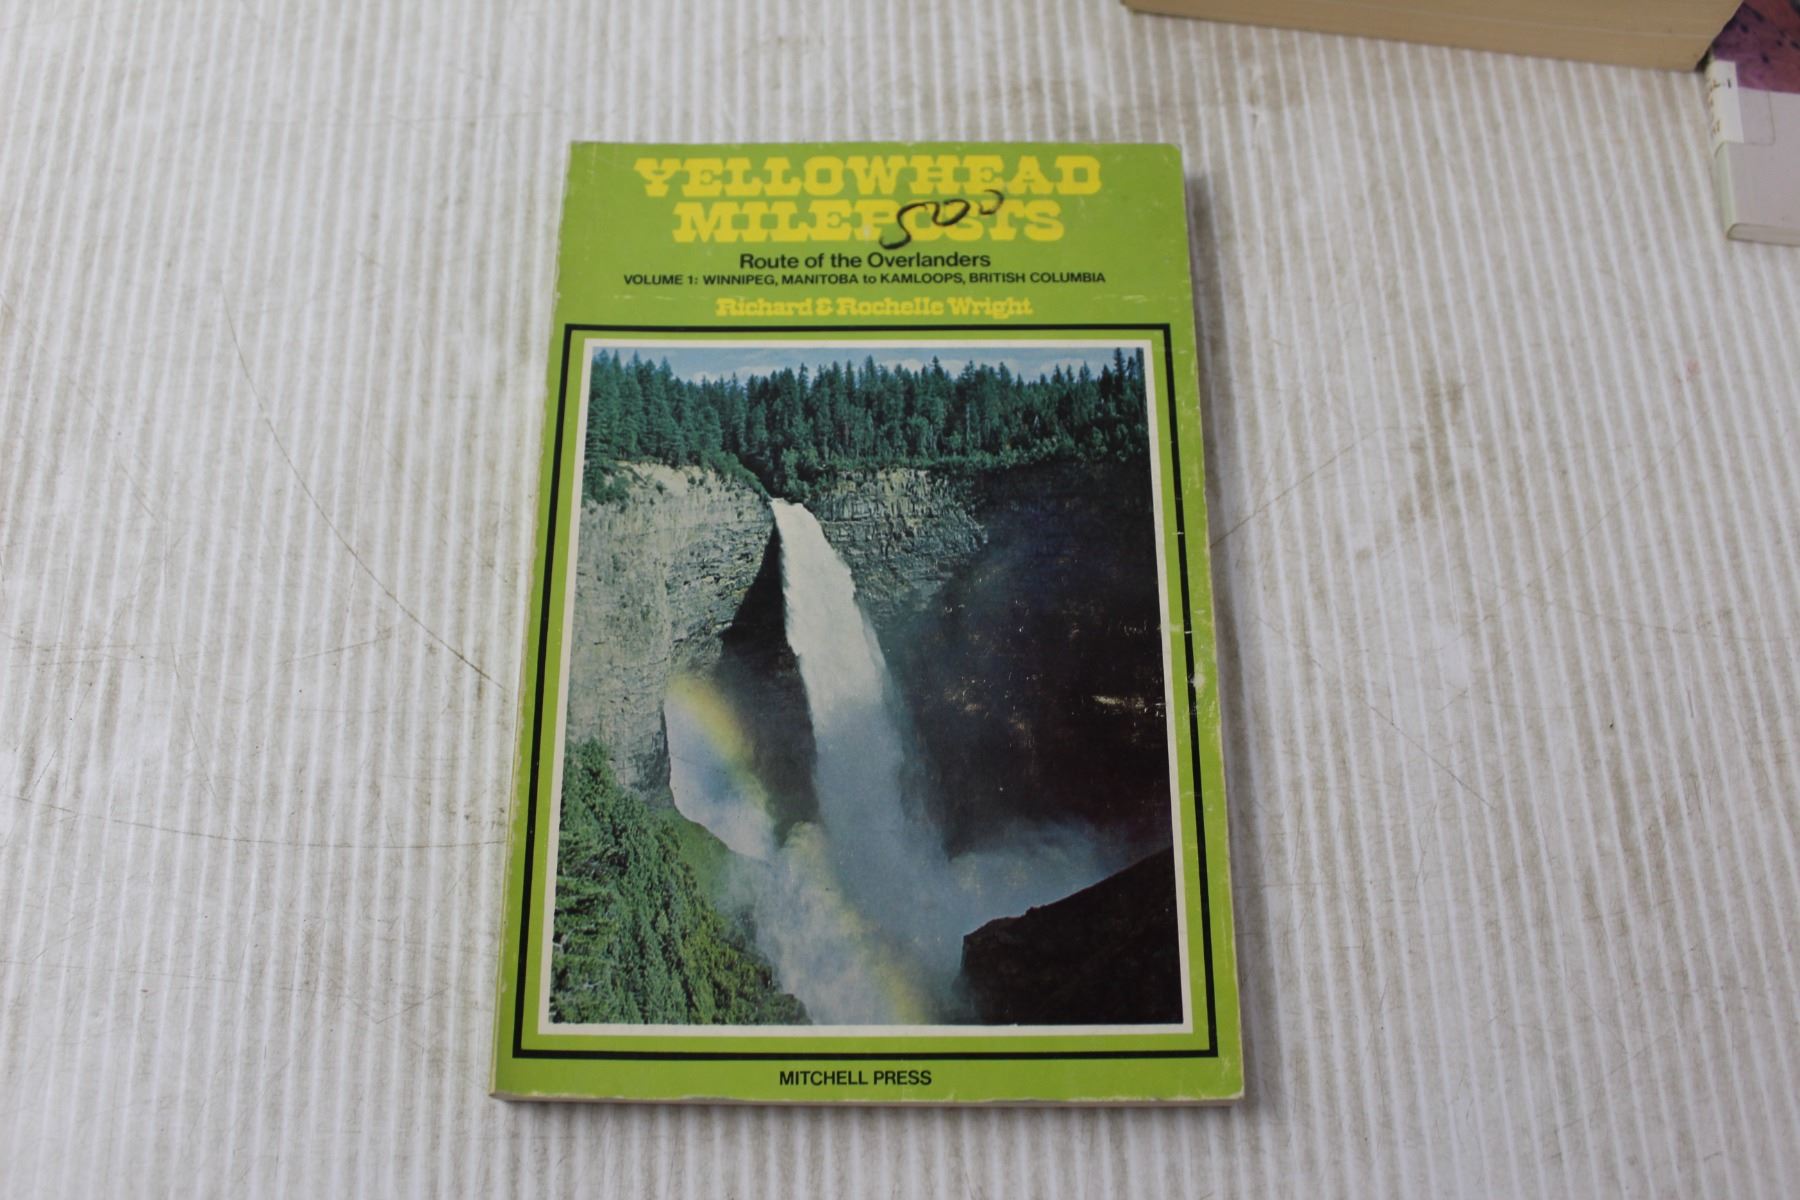 YELLOWHEAD
MILEPOSTS
500
Route of the Overlanders
VOLUME 1: WINNIPEG, MANITOBA to KAMLOOPS, BRITISH COLUMBIA
Richard & Rochelle Wright
MITCHELL PRESS